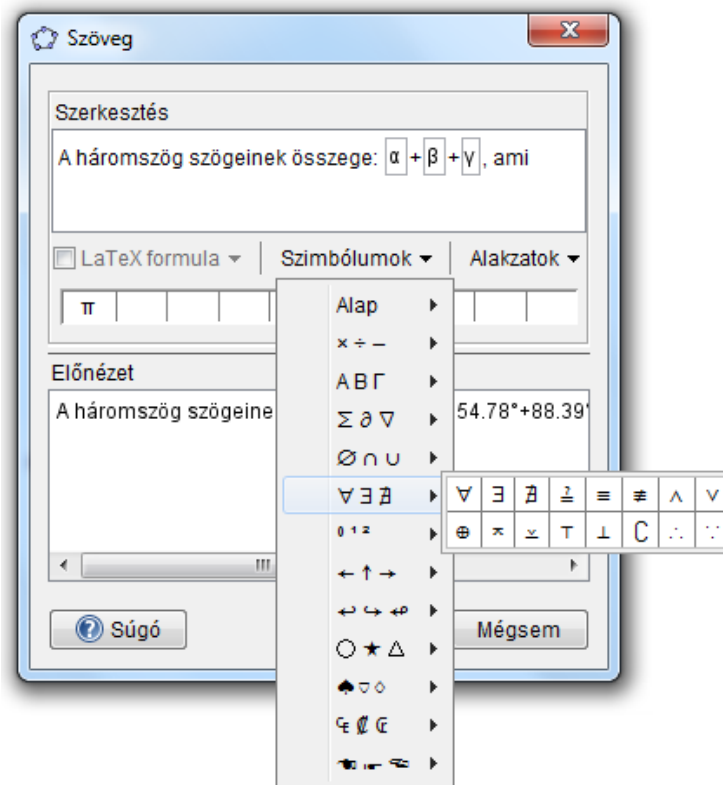 Szöveg
Szerkesztés
A háromszög szögeinek összege: α + β + γ , ami
LaTeX formula Szimbólumok Alakzatok
π
Alap
× ÷ −
Α Β Γ
Σ ∂ ∇
∅ ∩ ∪
∀ ∃ ∄
∀ ∃ ∄ ≟ ≡ ≢ ∧ ∨
⊕ ⊼ ⊻ ⊤ ⊥ ∁ ∴ ∵
⁰ ¹ ²
← ↑ →
↩ ↪ ↫
○ ★ △
Előnézet
A háromszög szögeine 54.78°+88.39°
Súgó Mégsem